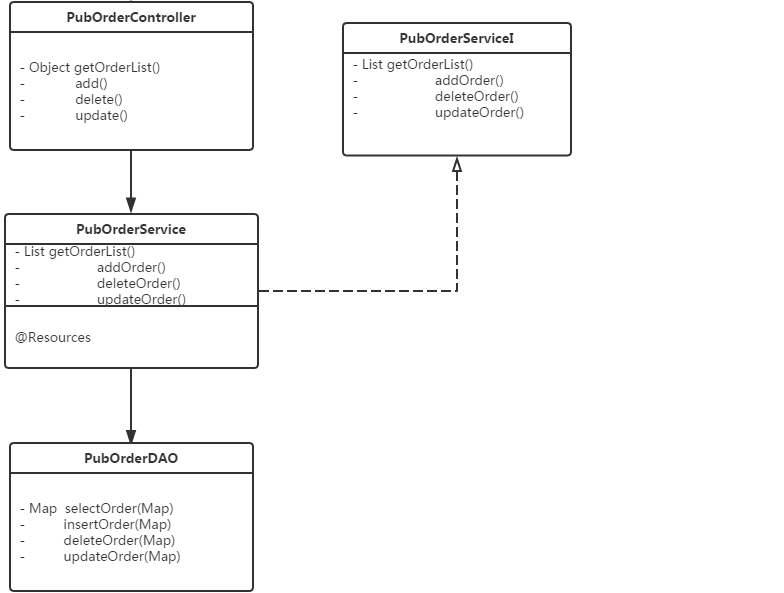 PubOrderController
- Object getOrderList()
- add()
- delete()
- update()
PubOrderServiceI
- List getOrderList()
- addOrder()
- deleteOrder()
- updateOrder()
PubOrderService
- List getOrderList()
- addOrder()
- deleteOrder()
- updateOrder()
@Resources
PubOrderDAO
- Map selectOrder(Map)
- insertOrder(Map)
- deleteOrder(Map)
- updateOrder(Map)